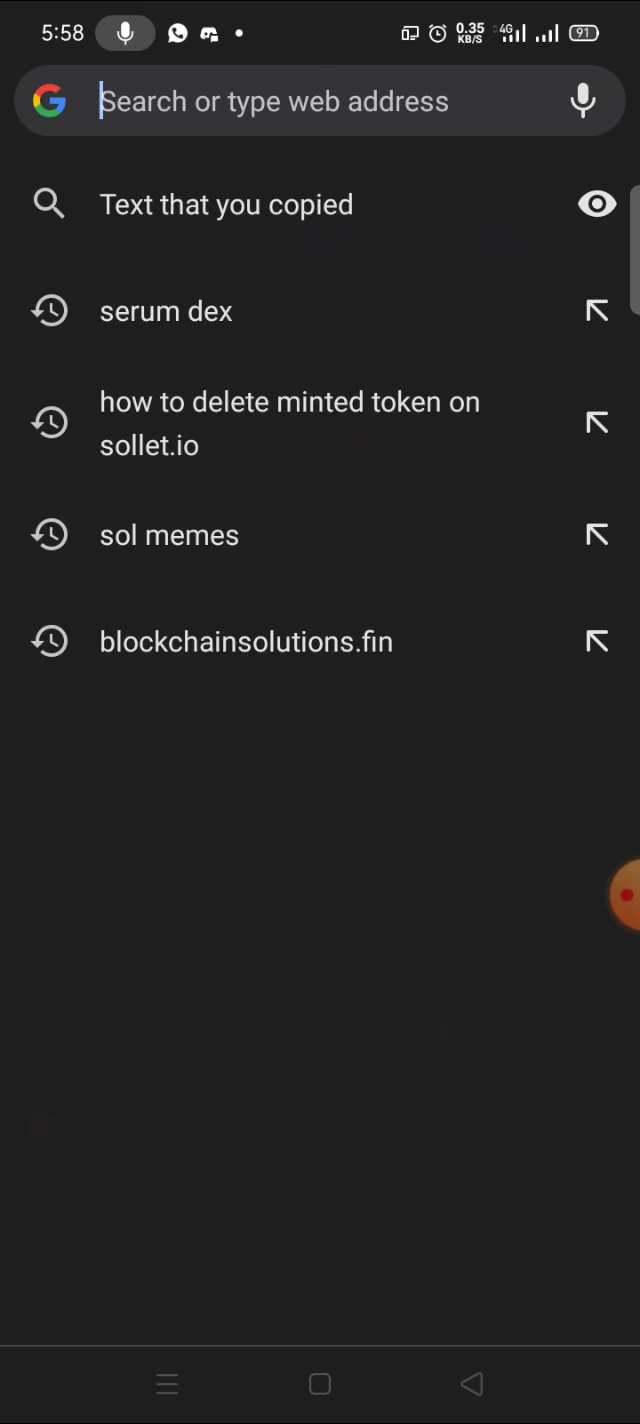 5:58 0.35 KB/S 4G 91
Search or type web address
Text that you copied
serum dex
how to delete minted token on
sollet.io
sol memes
blockchainsolutions.fin